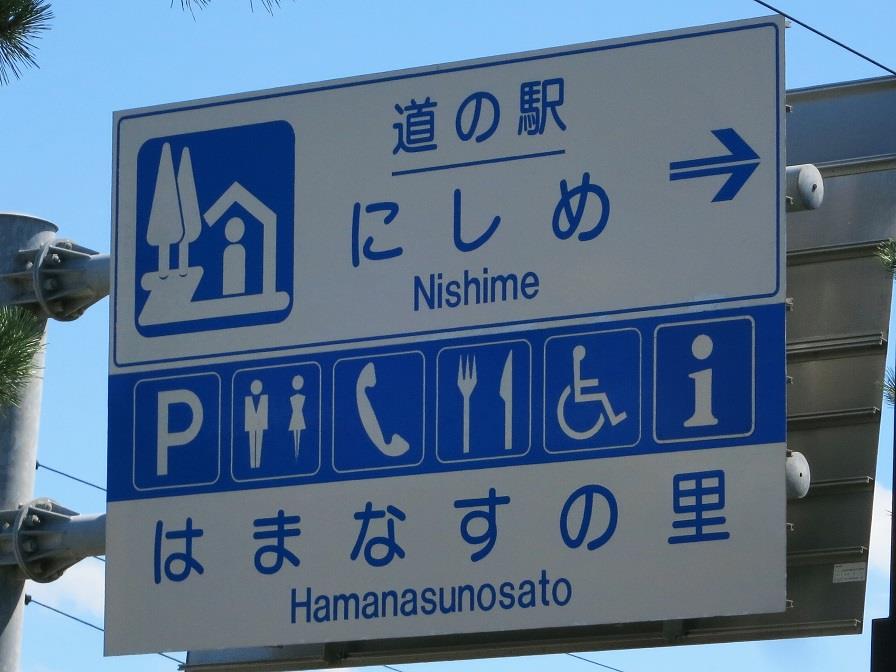 道の駅
にしめ
Nishime
P
i
はまなすの里
Hamanasunosato